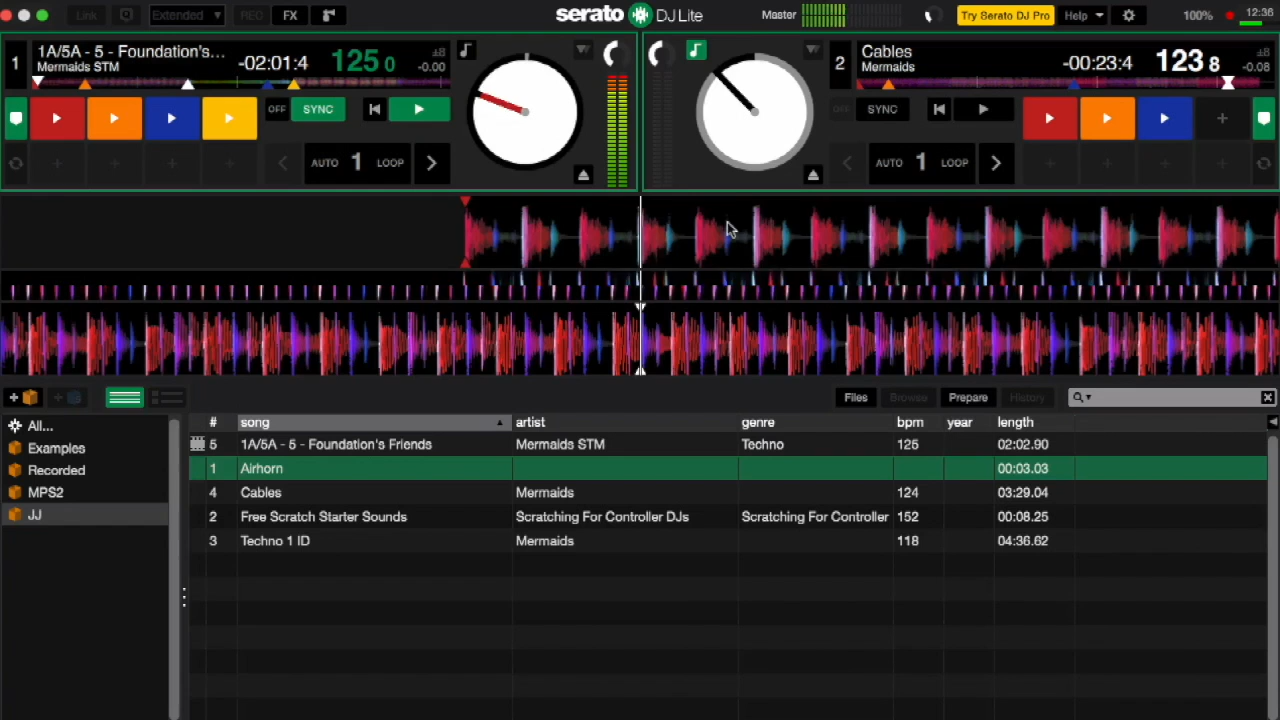 Link Extended REC FX serato DJ Lite Master Try Serato DJ Pro Help 100% 12:36
1 1A/5A - 5 - Foundation's... -02:01:4 125 0 ±8
Mermaids STM -0.00
OFF SYNC
AUTO 1 LOOP
2 Cables -00:23:4 123 8 ±8
Mermaids -0.08
OFF SYNC
AUTO 1 LOOP
Files Browse Prepare History
All...
Examples
Recorded
MPS2
JJ
# song artist genre bpm year length
5 1A/5A - 5 - Foundation's Friends Mermaids STM Techno 125 02:02.90
1 Airhorn 00:03.03
4 Cables Mermaids 124 03:29.04
2 Free Scratch Starter Sounds Scratching For Controller DJs Scratching For Controller 152 00:08.25
3 Techno 1 ID Mermaids 118 04:36.62